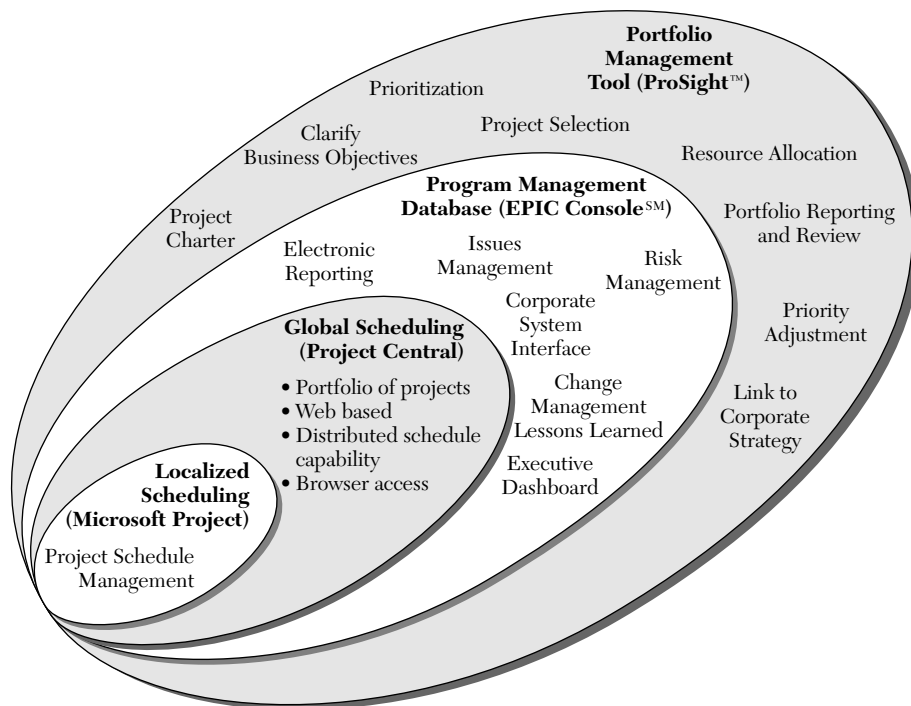 Portfolio
Management
Tool (ProSight™)
Prioritization
Project Selection
Clarify
Business Objectives
Resource Allocation
Project
Charter
Portfolio Reporting
and Review
Priority
Adjustment
Link to
Corporate
Strategy
Program Management
Database (EPIC Console℠)
Electronic
Reporting
Issues
Management
Risk
Management
Corporate
System
Interface
Change
Management
Lessons Learned
Executive
Dashboard
Global Scheduling
(Project Central)
• Portfolio of projects
• Web based
• Distributed schedule
capability
• Browser access
Localized
Scheduling
(Microsoft Project)
Project Schedule
Management